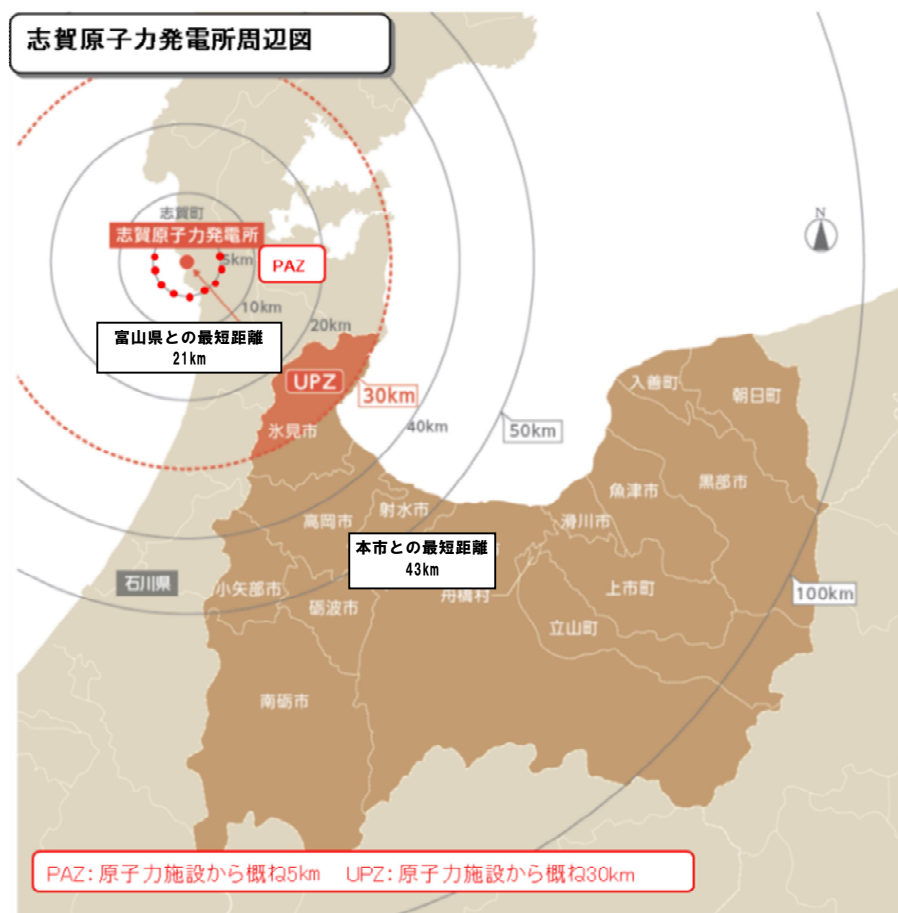 志賀原子力発電所周辺図
N
志賀町
志賀原子力発電所
5km
PAZ
10km
20km
富山県との最短距離
21km
UPZ
30km
氷見市
40km
50km
入善町
朝日町
黒部市
魚津市
滑川市
射水市
高岡市
本市との最短距離
43km
市
石川県
小矢部市
砺波市
舟橋村
上市町
立山町
100km
南砺市
PAZ:原子力施設から概ね5km UPZ:原子力施設から概ね30km